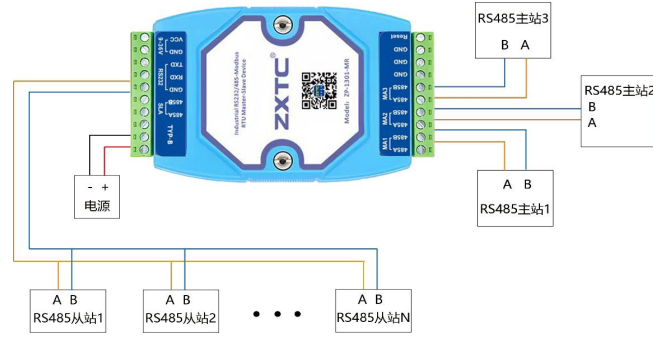 RS485主站3
B A
RS485主站2
B
A
A B
RS485主站1
VCC
9~36V
GND
TXD
RS232
RXD
GND
485B
SLA
485A
TYP-B
Industrial RS232/485-Modbus
RTU Master-Slave Device
ZXTC®
Model: ZP-1301-MR
Reset
GND
GND
GND
485B
MA3
485A
485B
MA2
485A
485B
MA1
485A
- +
电源
A B
RS485从站1
A B
RS485从站2
A B
RS485从站N